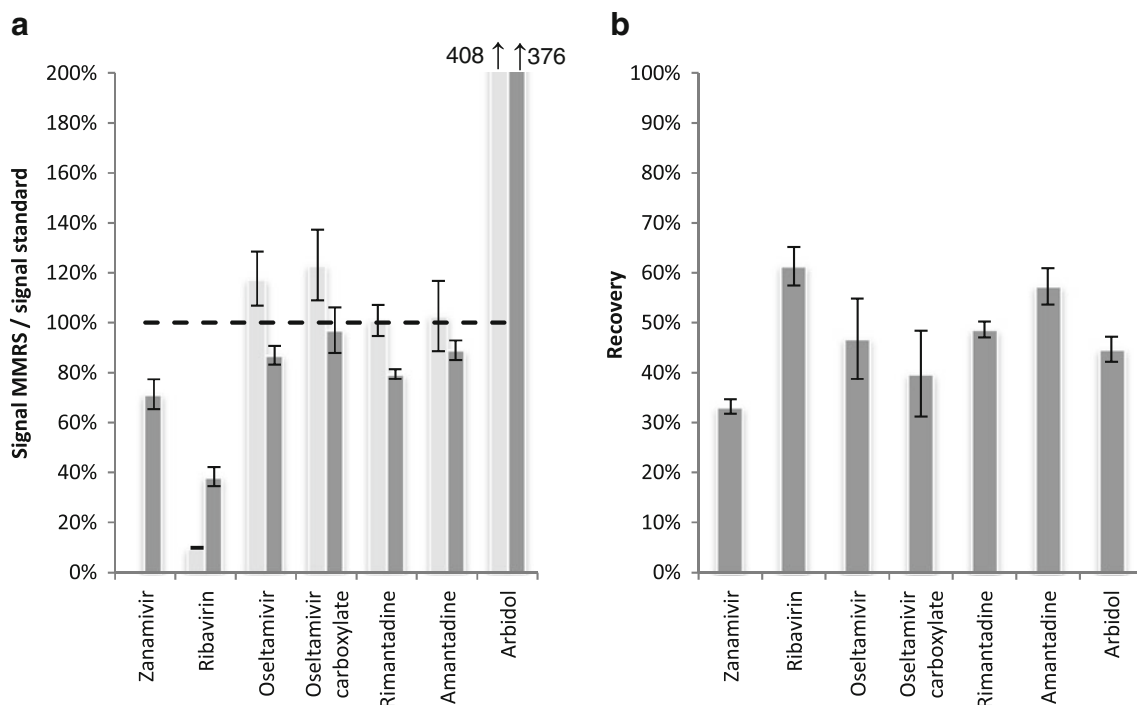 a
408 ↑ ↑376
200%
180%
160%
140%
120%
100%
80%
60%
40%
20%
0%
Signal MMRS / signal standard
Zanamivir
Ribavirin
Oseltamivir
Oseltamivir
carboxylate
Rimantadine
Amantadine
Arbidol
b
100%
90%
80%
70%
60%
50%
40%
30%
20%
10%
0%
Recovery
Zanamivir
Ribavirin
Oseltamivir
Oseltamivir
carboxylate
Rimantadine
Amantadine
Arbidol